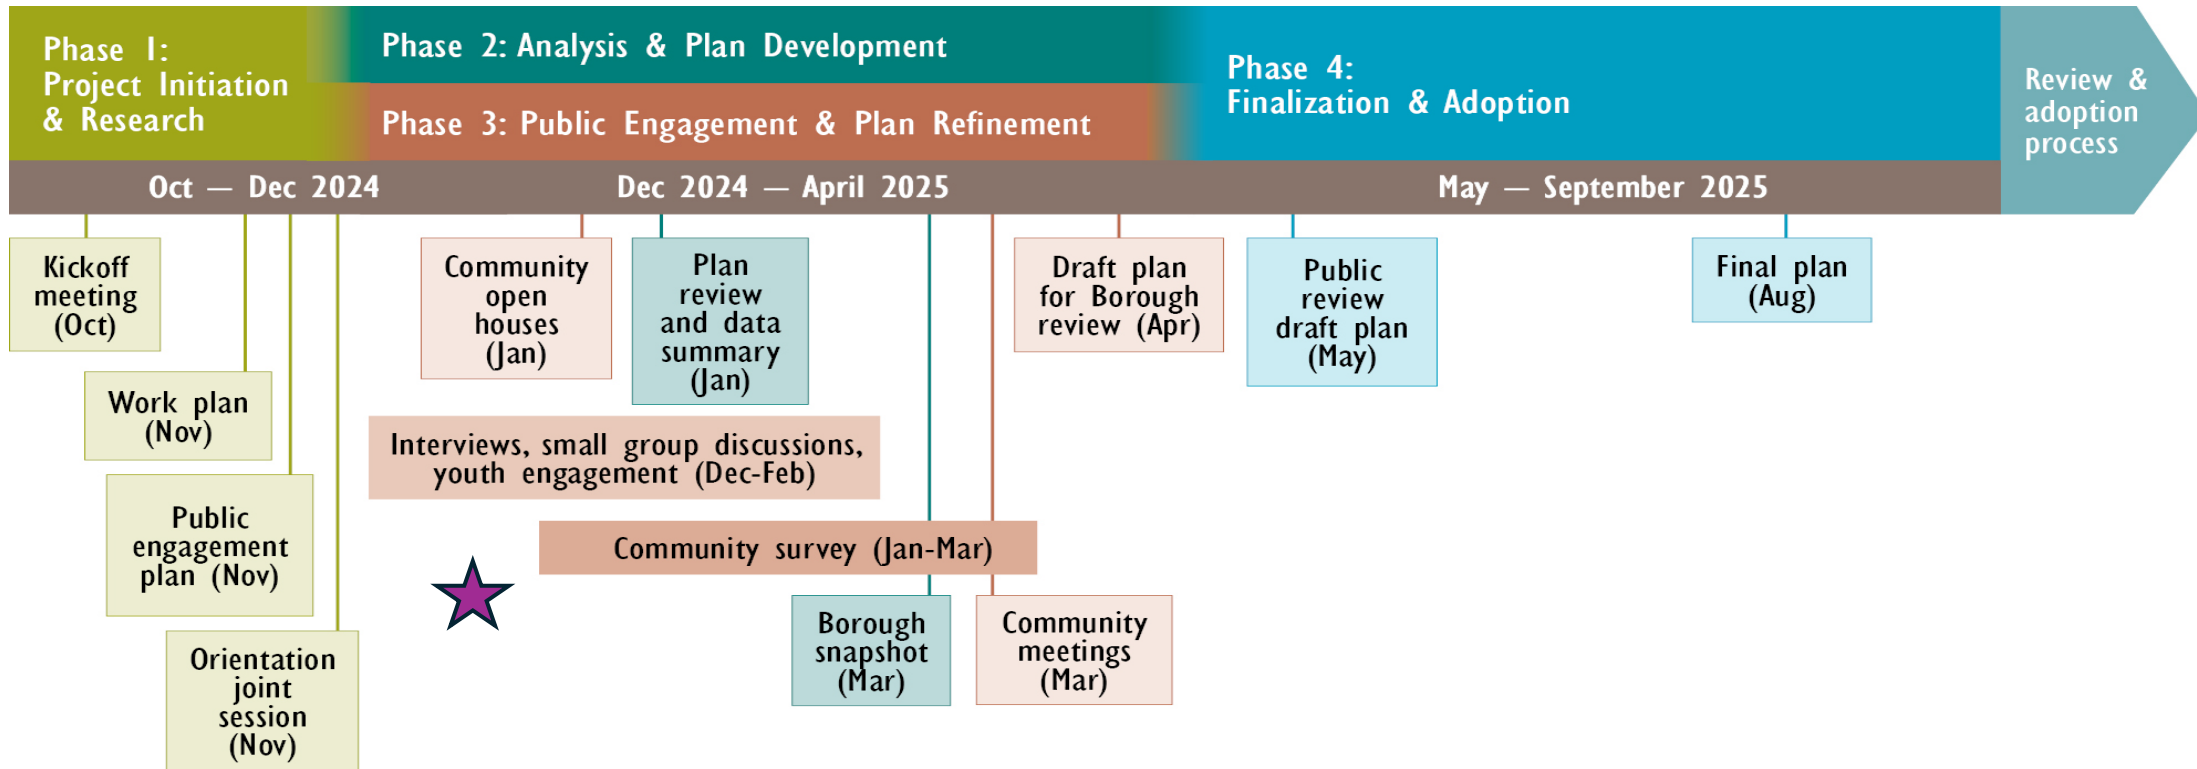 Phase 1:
Project Initiation
& Research
Phase 2: Analysis & Plan Development
Phase 3: Public Engagement & Plan Refinement
Phase 4:
Finalization & Adoption
Review &
adoption
process
Oct — Dec 2024
Dec 2024 — April 2025
May — September 2025
Kickoff
meeting
(Oct)
Work plan
(Nov)
Public
engagement
plan (Nov)
Orientation
joint
session
(Nov)
Community
open
houses
(Jan)
Plan
review
and data
summary
(Jan)
Interviews, small group discussions,
youth engagement (Dec-Feb)
Community survey (Jan-Mar)
Borough
snapshot
(Mar)
Community
meetings
(Mar)
Draft plan
for Borough
review (Apr)
Public
review
draft plan
(May)
Final plan
(Aug)